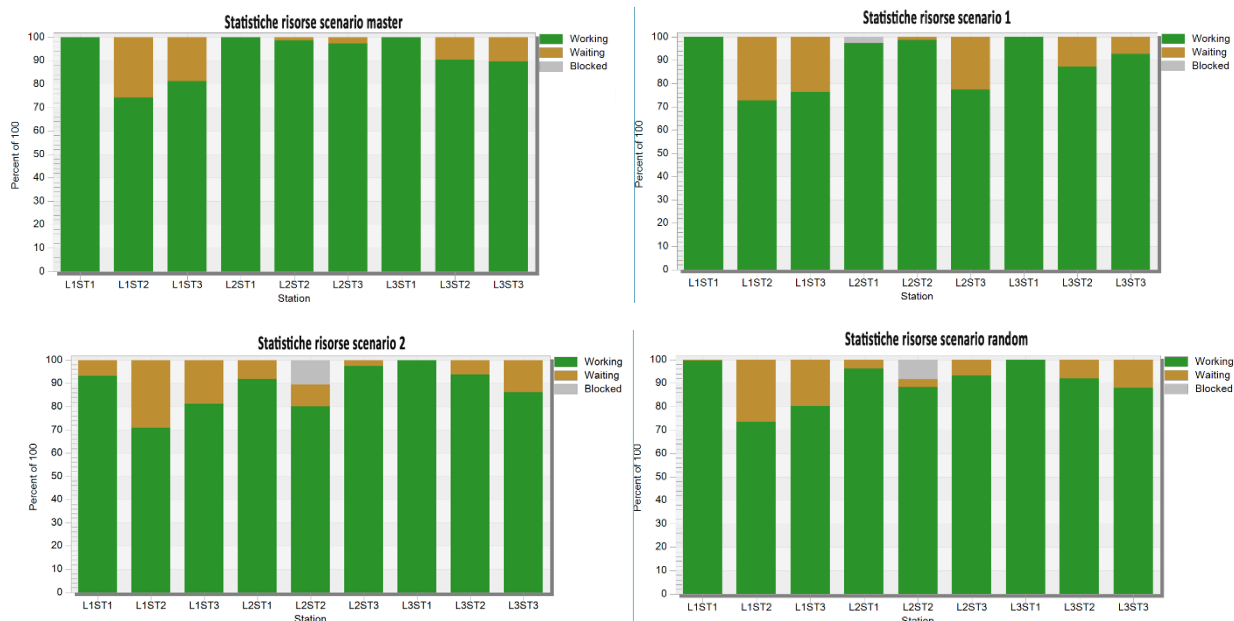 Statistiche risorse scenario master
100
90
80
70
60
50
40
30
20
10
0
Percent of 100
L1ST1 L1ST2 L1ST3 L2ST1 L2ST2 L2ST3 L3ST1 L3ST2 L3ST3
Station
Working
Waiting
Blocked
Statistiche risorse scenario 1
100
90
80
70
60
50
40
30
20
10
0
Percent of 100
L1ST1 L1ST2 L1ST3 L2ST1 L2ST2 L2ST3 L3ST1 L3ST2 L3ST3
Station
Working
Waiting
Blocked
Statistiche risorse scenario 2
100
90
80
70
60
50
40
30
20
10
0
Percent of 100
L1ST1 L1ST2 L1ST3 L2ST1 L2ST2 L2ST3 L3ST1 L3ST2 L3ST3
Station
Working
Waiting
Blocked
Statistiche risorse scenario random
100
90
80
70
60
50
40
30
20
10
0
Percent of 100
L1ST1 L1ST2 L1ST3 L2ST1 L2ST2 L2ST3 L3ST1 L3ST2 L3ST3
Station
Working
Waiting
Blocked